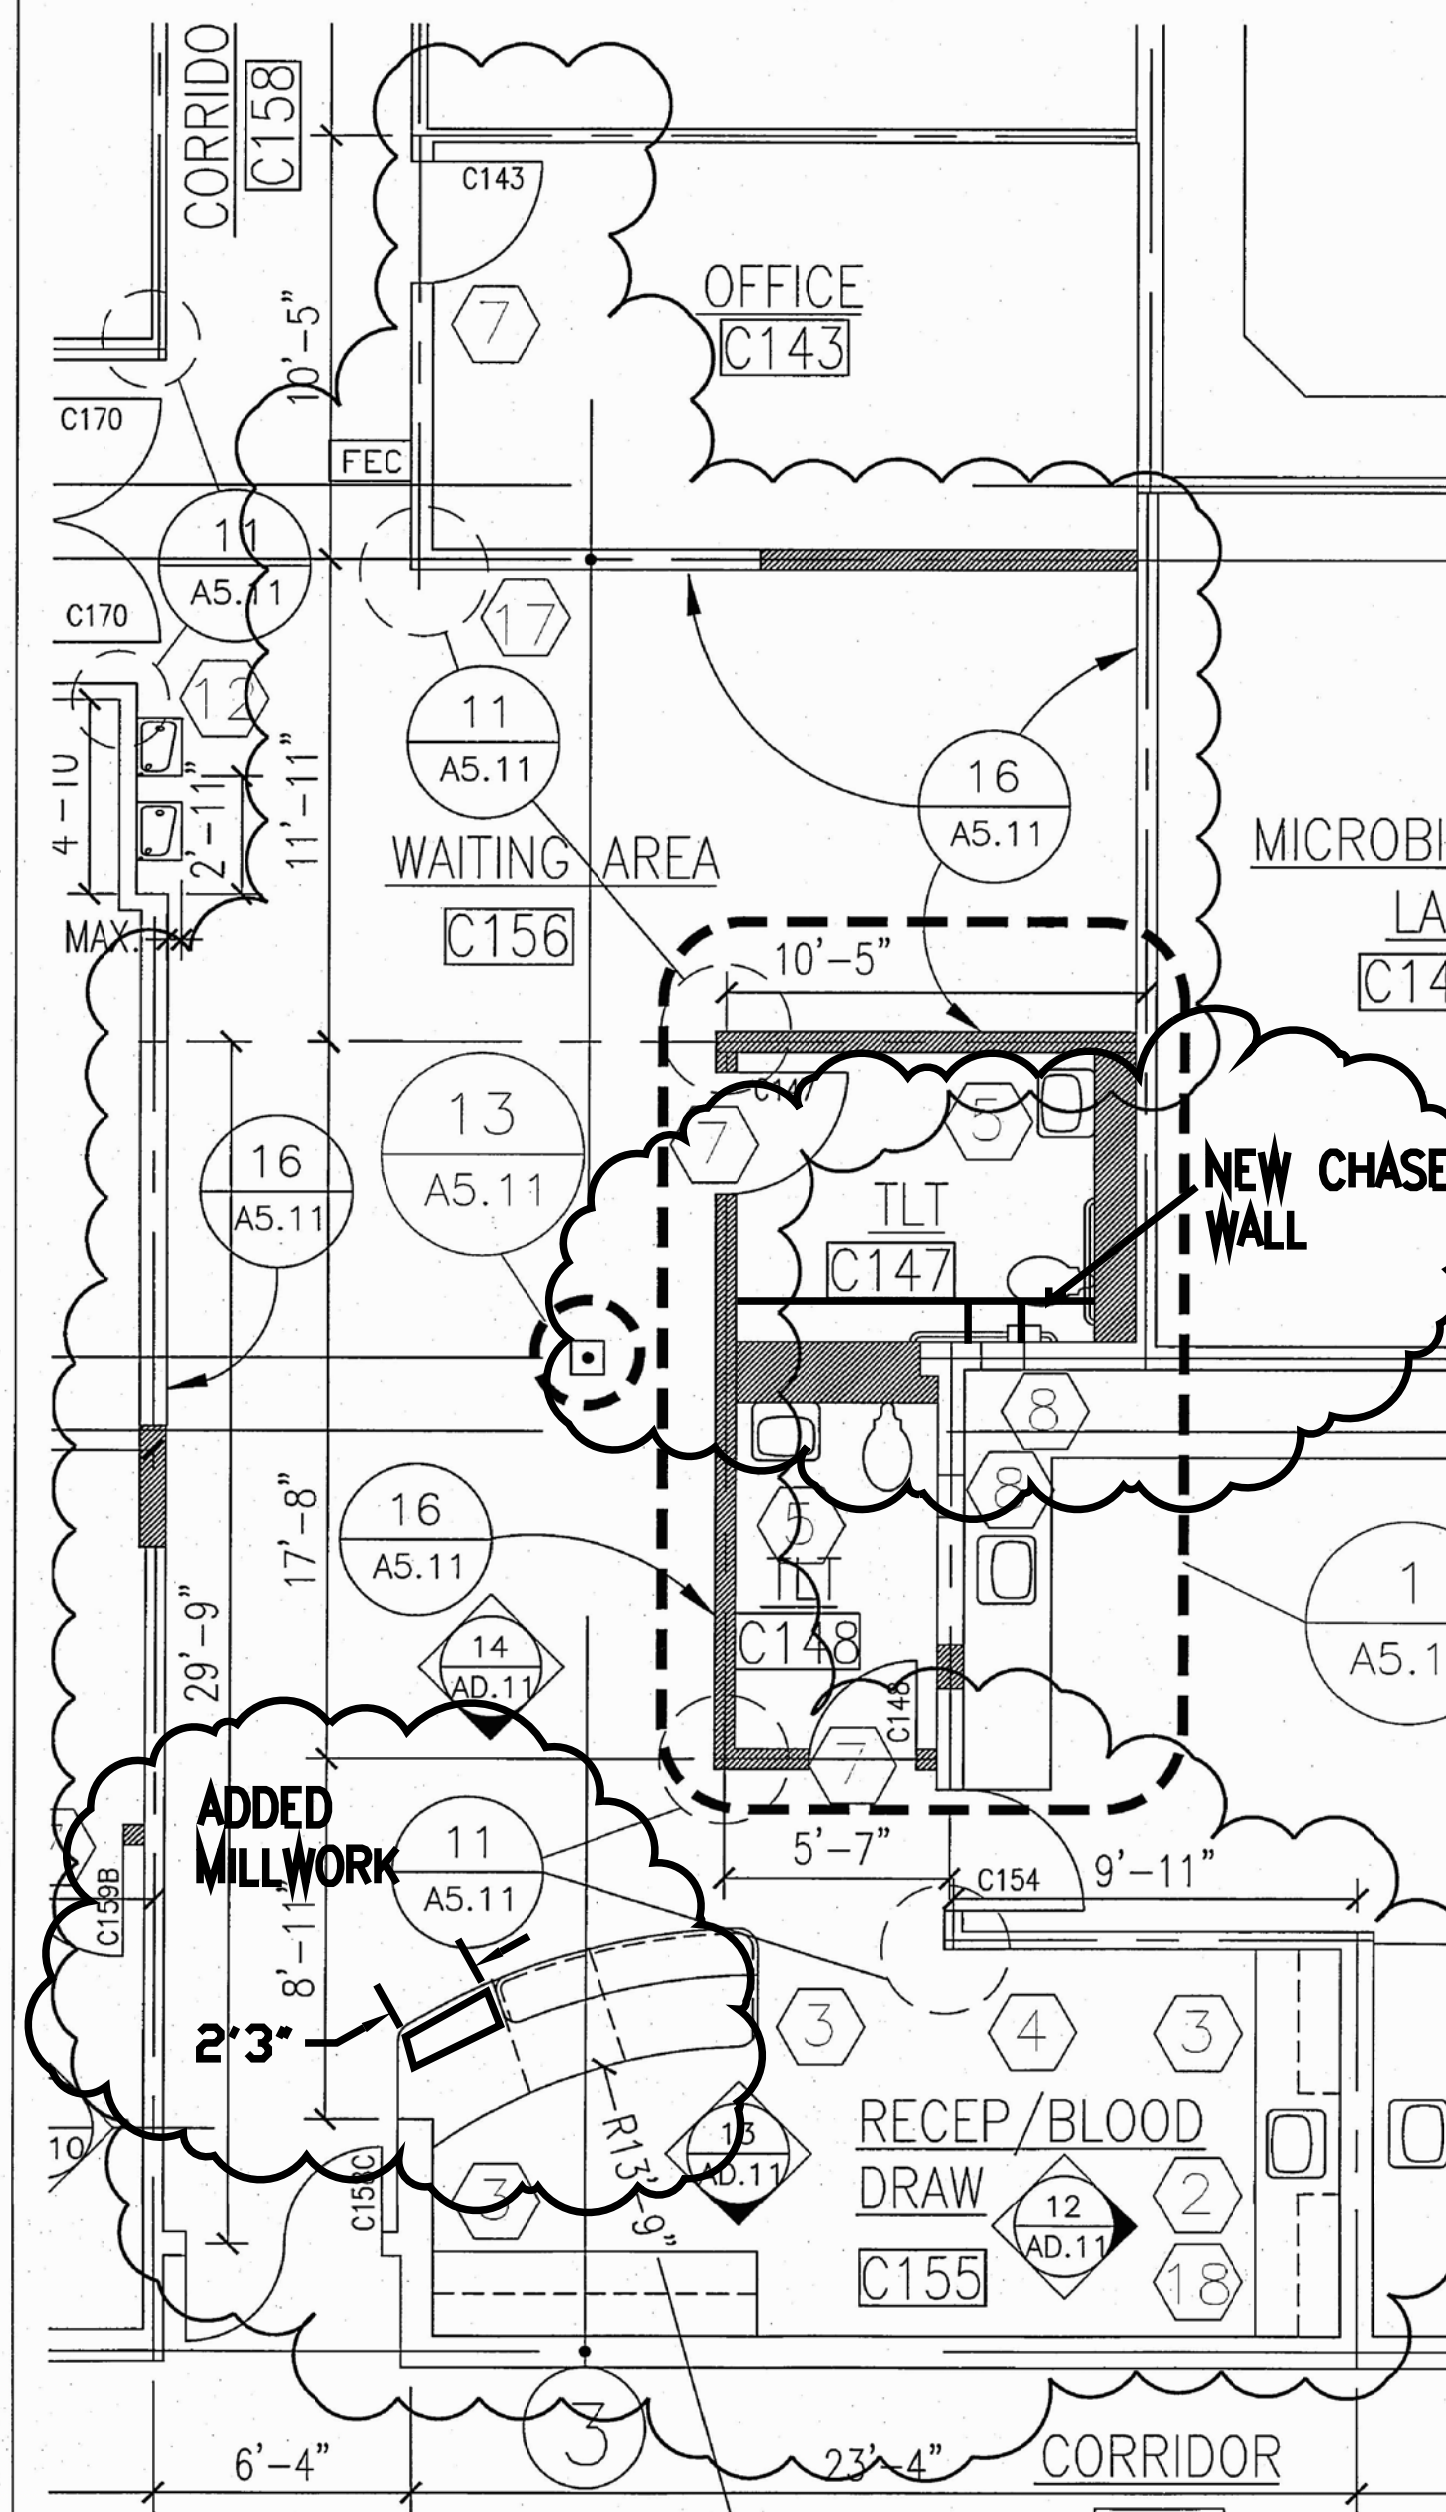 CORRIDO
C158
C143
OFFICE
C143
7
10'-5"
C170
FEC
11
A5.11
C170
17
12
11
A5.11
16
A5.11
2'-11"
11'-11"
WAITING AREA
C156
MICROBI
LA
C14
MAX.
10'-5"
13
A5.11
16
A5.11
7
5
NEW CHASE
WALL
TLT
C147
8
8
16
A5.11
17'-8"
29'-9"
5
TLT
C148
1
A5.1
14
AD.11
C148
7
ADDED
MILLWORK
11
A5.11
5'-7"
C154
9'-11"
C159B
8'-11"
2'3"
3
4
3
R13'-9"
13
AD.11
RECEP/BLOOD
DRAW
C155
12
AD.11
2
18
10
C158C
3
3
6'-4"
23'-4"
CORRIDOR